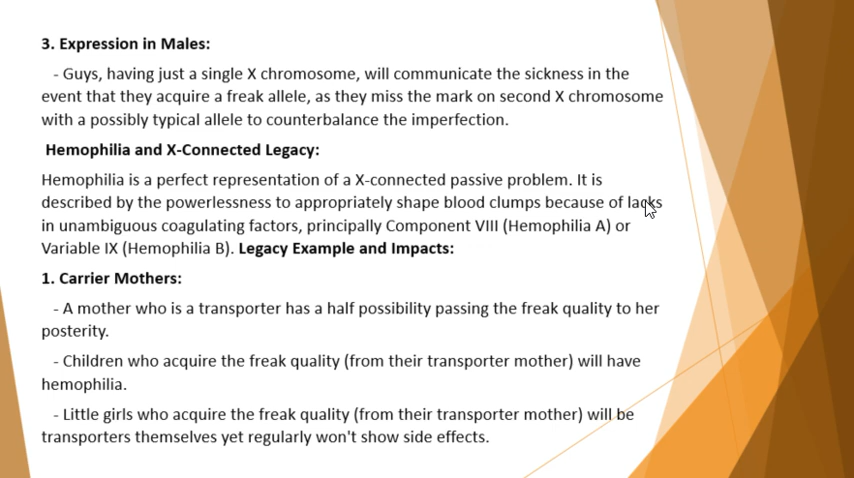 3. Expression in Males:
- Guys, having just a single X chromosome, will communicate the sickness in the
event that they acquire a freak allele, as they miss the mark on second X chromosome
with a possibly typical allele to counterbalance the imperfection.
Hemophilia and X-Connected Legacy:
Hemophilia is a perfect representation of a X-connected passive problem. It is
described by the powerlessness to appropriately shape blood clumps because of lacks
in unambiguous coagulating factors, principally Component VIII (Hemophilia A) or
Variable IX (Hemophilia B). Legacy Example and Impacts:
1. Carrier Mothers:
- A mother who is a transporter has a half possibility passing the freak quality to her
posterity.
- Children who acquire the freak quality (from their transporter mother) will have
hemophilia.
- Little girls who acquire the freak quality (from their transporter mother) will be
transporters themselves yet regularly won't show side effects.